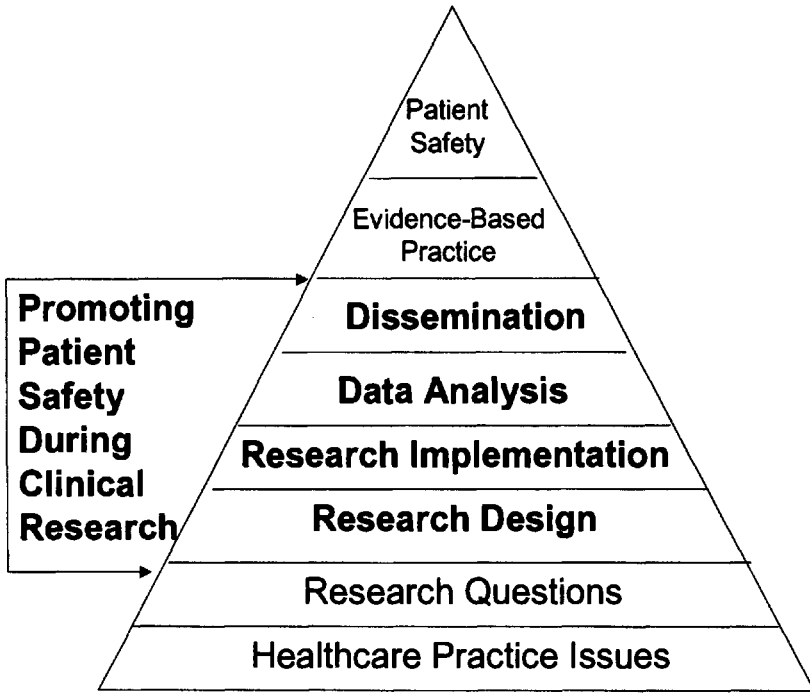 Patient
Safety
Evidence-Based
Practice
Dissemination
Data Analysis
Research Implementation
Research Design
Research Questions
Healthcare Practice Issues
Promoting
Patient
Safety
During
Clinical
Research